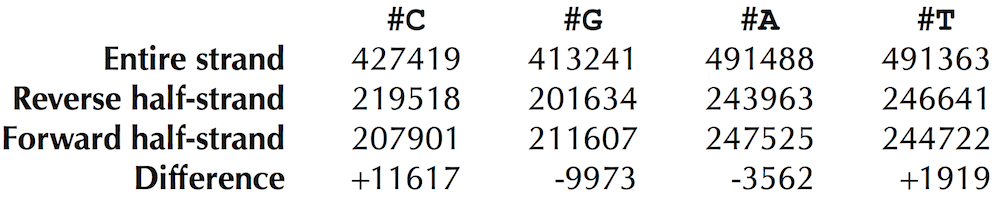 #C #G #A #T
Entire strand 427419 413241 491488 491363
Reverse half-strand 219518 201634 243963 246641
Forward half-strand 207901 211607 247525 244722
Difference +11617 -9973 -3562 +1919